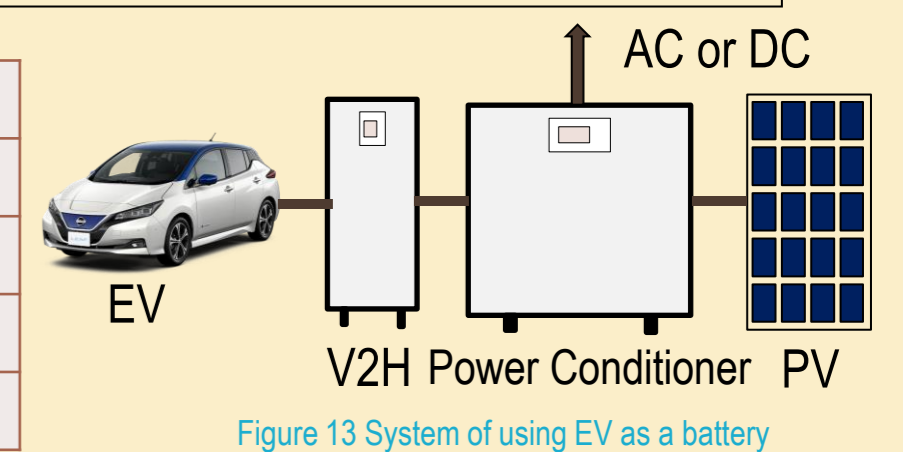 AC or DC
EV
V2H Power Conditioner PV
Figure 13 System of using EV as a battery